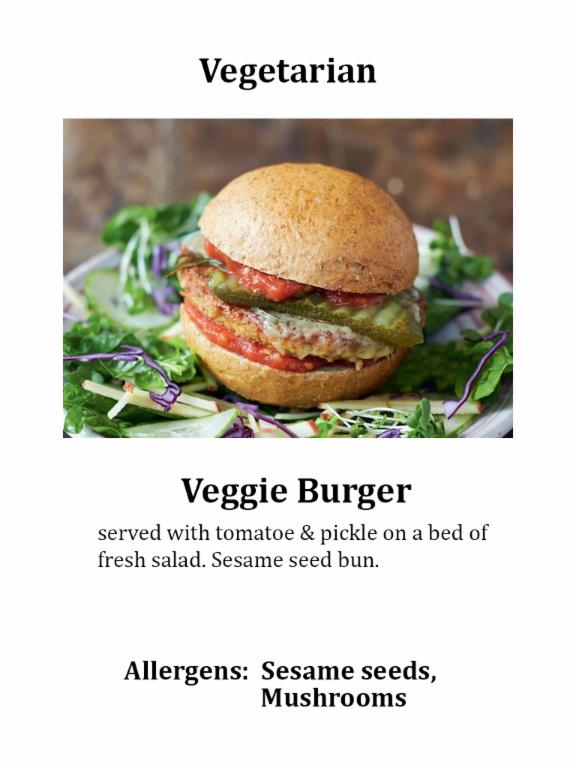 Vegetarian
Veggie Burger
served with tomatoe & pickle on a bed of
fresh salad. Sesame seed bun.
Allergens: Sesame seeds,
Mushrooms